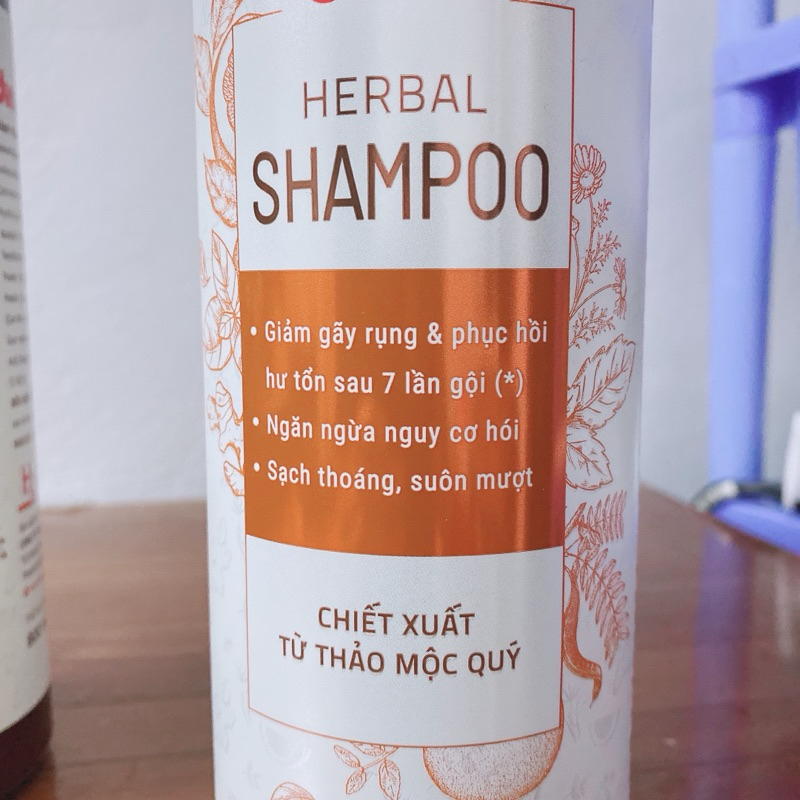 HERBAL
SHAMPOO
• Giảm gãy rụng & phục hồi
hư tổn sau 7 lần gội (*)
• Ngăn ngừa nguy cơ hói
• Sạch thoáng, suôn mượt
CHIẾT XUẤT
TỪ THẢO MỘC QUÝ